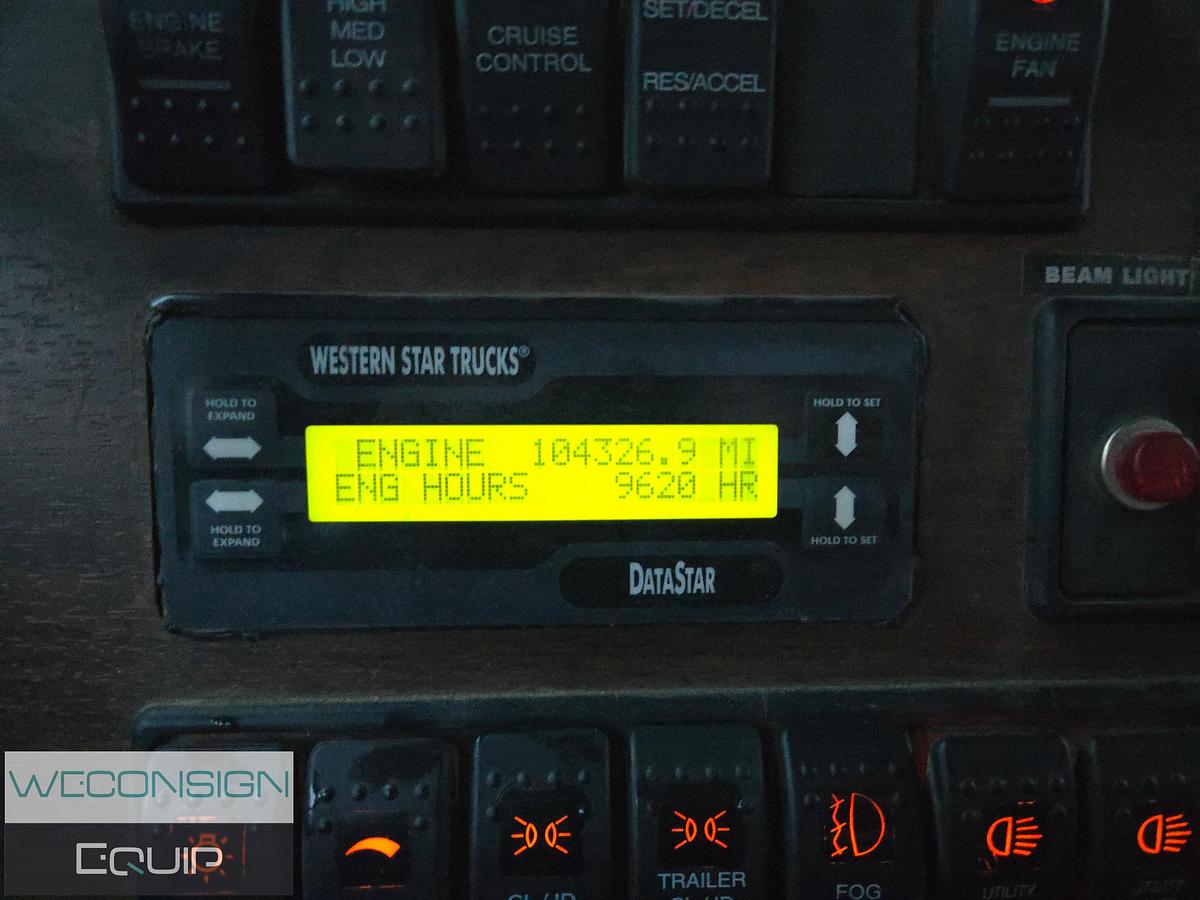 ENGINE
BRAKE
HIGH
MED
LOW
CRUISE
CONTROL
SET/DECEL
RES/ACCEL
ENGINE
FAN
BEAM LIGHT
WESTERN STAR TRUCKS®
HOLD TO
EXPAND
HOLD TO SET
ENGINE 104326.9 MI
ENG HOURS 9620 HR
HOLD TO
EXPAND
HOLD TO SET
DATASTAR
WECONSIGN
EQUIP
TRAILER
FOG
UTILITY
UTILITY